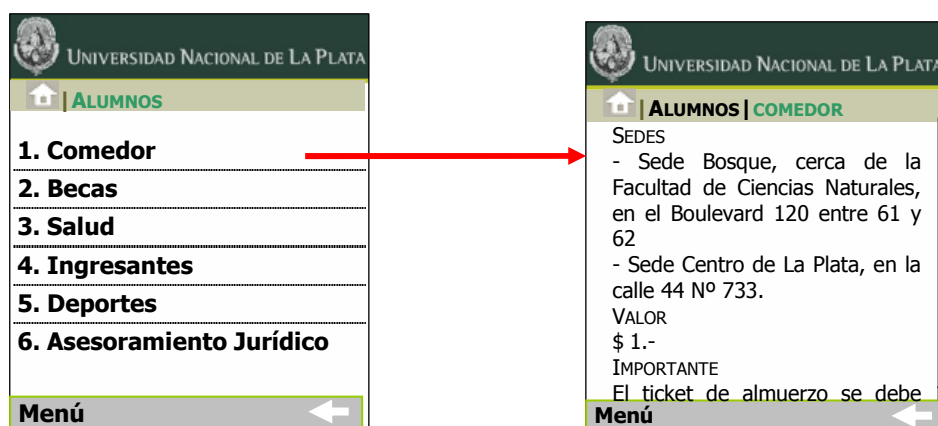 UNIVERSIDAD NACIONAL DE LA PLATA
| ALUMNOS
1. Comedor
2. Becas
3. Salud
4. Ingresantes
5. Deportes
6. Asesoramiento Jurídico
Menú
UNIVERSIDAD NACIONAL DE LA PLATA
| ALUMNOS | COMEDOR
SEDES
- Sede Bosque, cerca de la
Facultad de Ciencias Naturales,
en el Boulevard 120 entre 61 y
62
- Sede Centro de La Plata, en la
calle 44 Nº 733.
VALOR
$ 1.-
IMPORTANTE
El ticket de almuerzo se debe
Menú